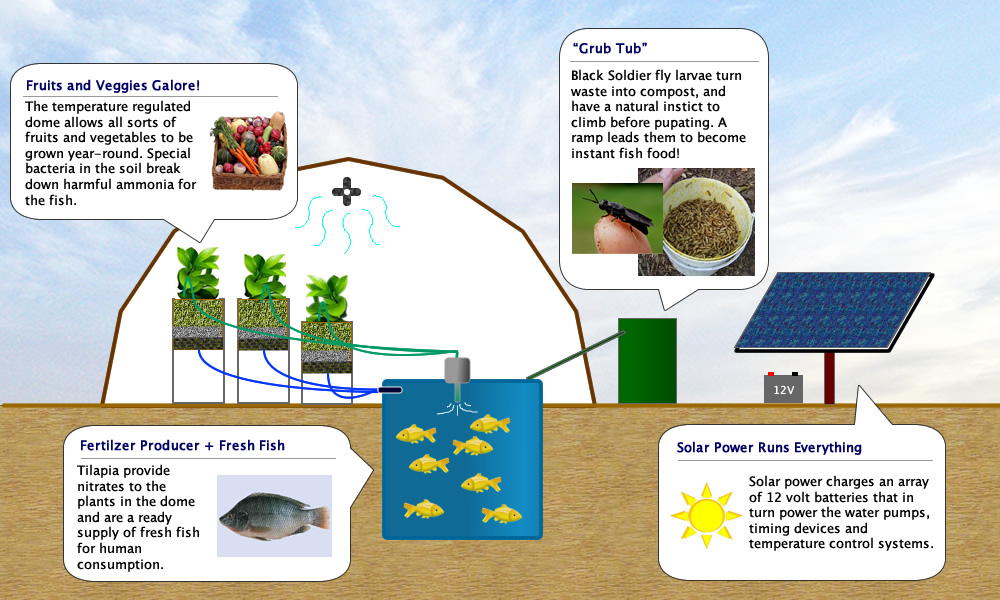 Fruits and Veggies Galore!
The temperature regulated
dome allows all sorts of
fruits and vegetables to be
grown year-round. Special
bacteria in the soil break
down harmful ammonia for
the fish.
“Grub Tub”
Black Soldier fly larvae turn
waste into compost, and
have a natural instict to
climb before pupating. A
ramp leads them to become
instant fish food!
12V
Fertilzer Producer + Fresh Fish
Tilapia provide
nitrates to the
plants in the dome
and are a ready
supply of fresh fish
for human
consumption.
Solar Power Runs Everything
Solar power charges an array
of 12 volt batteries that in
turn power the water pumps,
timing devices and
temperature control systems.